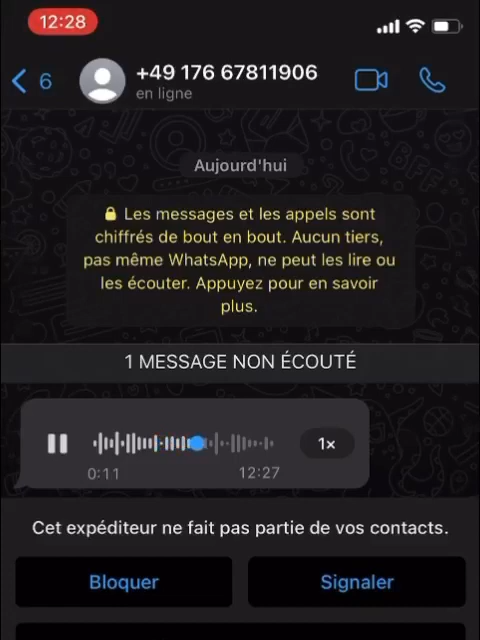 12:28
6
+49 176 67811906
en ligne
Aujourd'hui
Les messages et les appels sont
chiffrés de bout en bout. Aucun tiers,
pas même WhatsApp, ne peut les lire ou
les écouter. Appuyez pour en savoir
plus.
1 MESSAGE NON ÉCOUTÉ
1×
0:11
12:27
Cet expéditeur ne fait pas partie de vos contacts.
Bloquer
Signaler